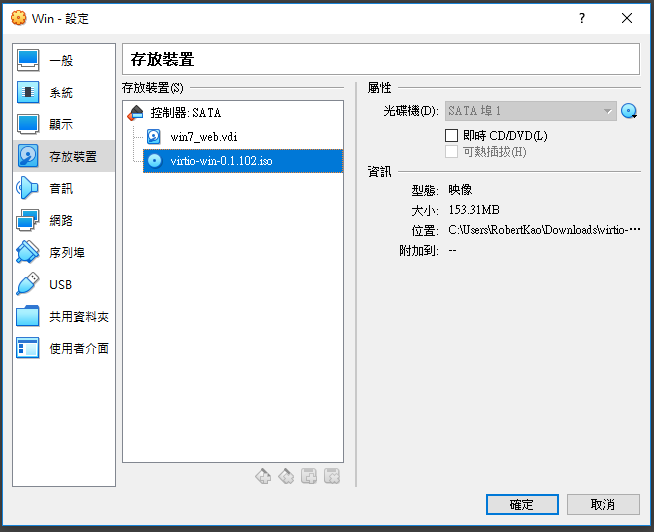 Win - 設定
?
一般
系統
顯示
存放裝置
音訊
網路
序列埠
USB
共用資料夾
使用者介面
存放裝置
存放裝置(S)
控制器: SATA
win7_web.vdi
virtio-win-0.1.102.iso
屬性
光碟機(D): SATA 埠 1
即時 CD/DVD(L)
可熱插拔(H)
資訊
型態: 映像
大小: 153.31MB
位置: C:\Users\RobertKao\Downloads\virtio-···
附加到: --
確定
取消